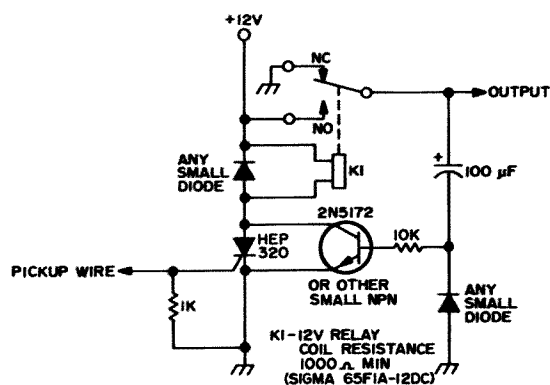 +12V
NC
OUTPUT
NO
ANY
SMALL
DIODE
K1
+
100 µF
2N5172
HEP
320
10K
PICKUP WIRE
1K
OR OTHER
SMALL NPN
ANY
SMALL
DIODE
K1-12V RELAY
COIL RESISTANCE
1000 Ω MIN
(SIGMA 65F1A-12DC)